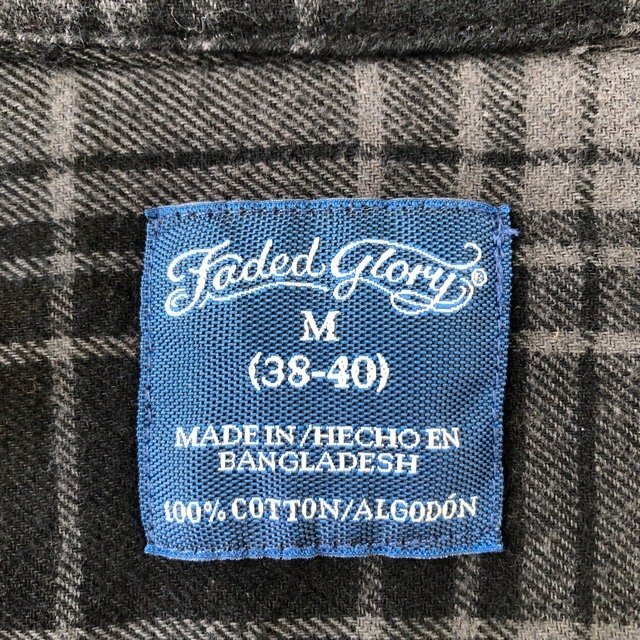 Faded Glory®
M
(38-40)
MADE IN/HECHO EN
BANGLADESH
100% COTTON/ALGODÓN